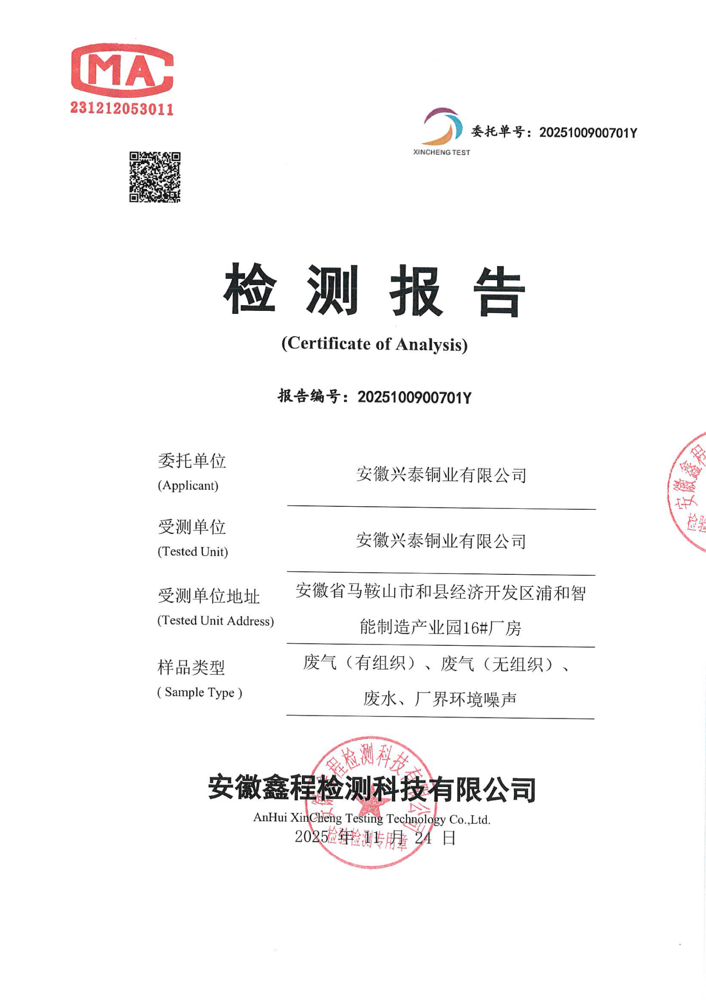 CMA
231212053011
XINCHENG TEST
委托单号：2025100900701Y
检测报告
(Certificate of Analysis)
报告编号：2025100900701Y
委托单位
(Applicant)
安徽兴泰铜业有限公司
受测单位
(Tested Unit)
安徽兴泰铜业有限公司
受测单位地址
(Tested Unit Address)
安徽省马鞍山市和县经济开发区浦和智
能制造产业园16#厂房
样品类型
( Sample Type )
废气（有组织）、废气（无组织）、
废水、厂界环境噪声
安徽鑫程检测科技有限公司
AnHui XinCheng Testing Technology Co.,Ltd.
2025 年 11 月 24 日
安徽鑫程检测科技有限公司
检验检测专用章
安徽鑫程
检验